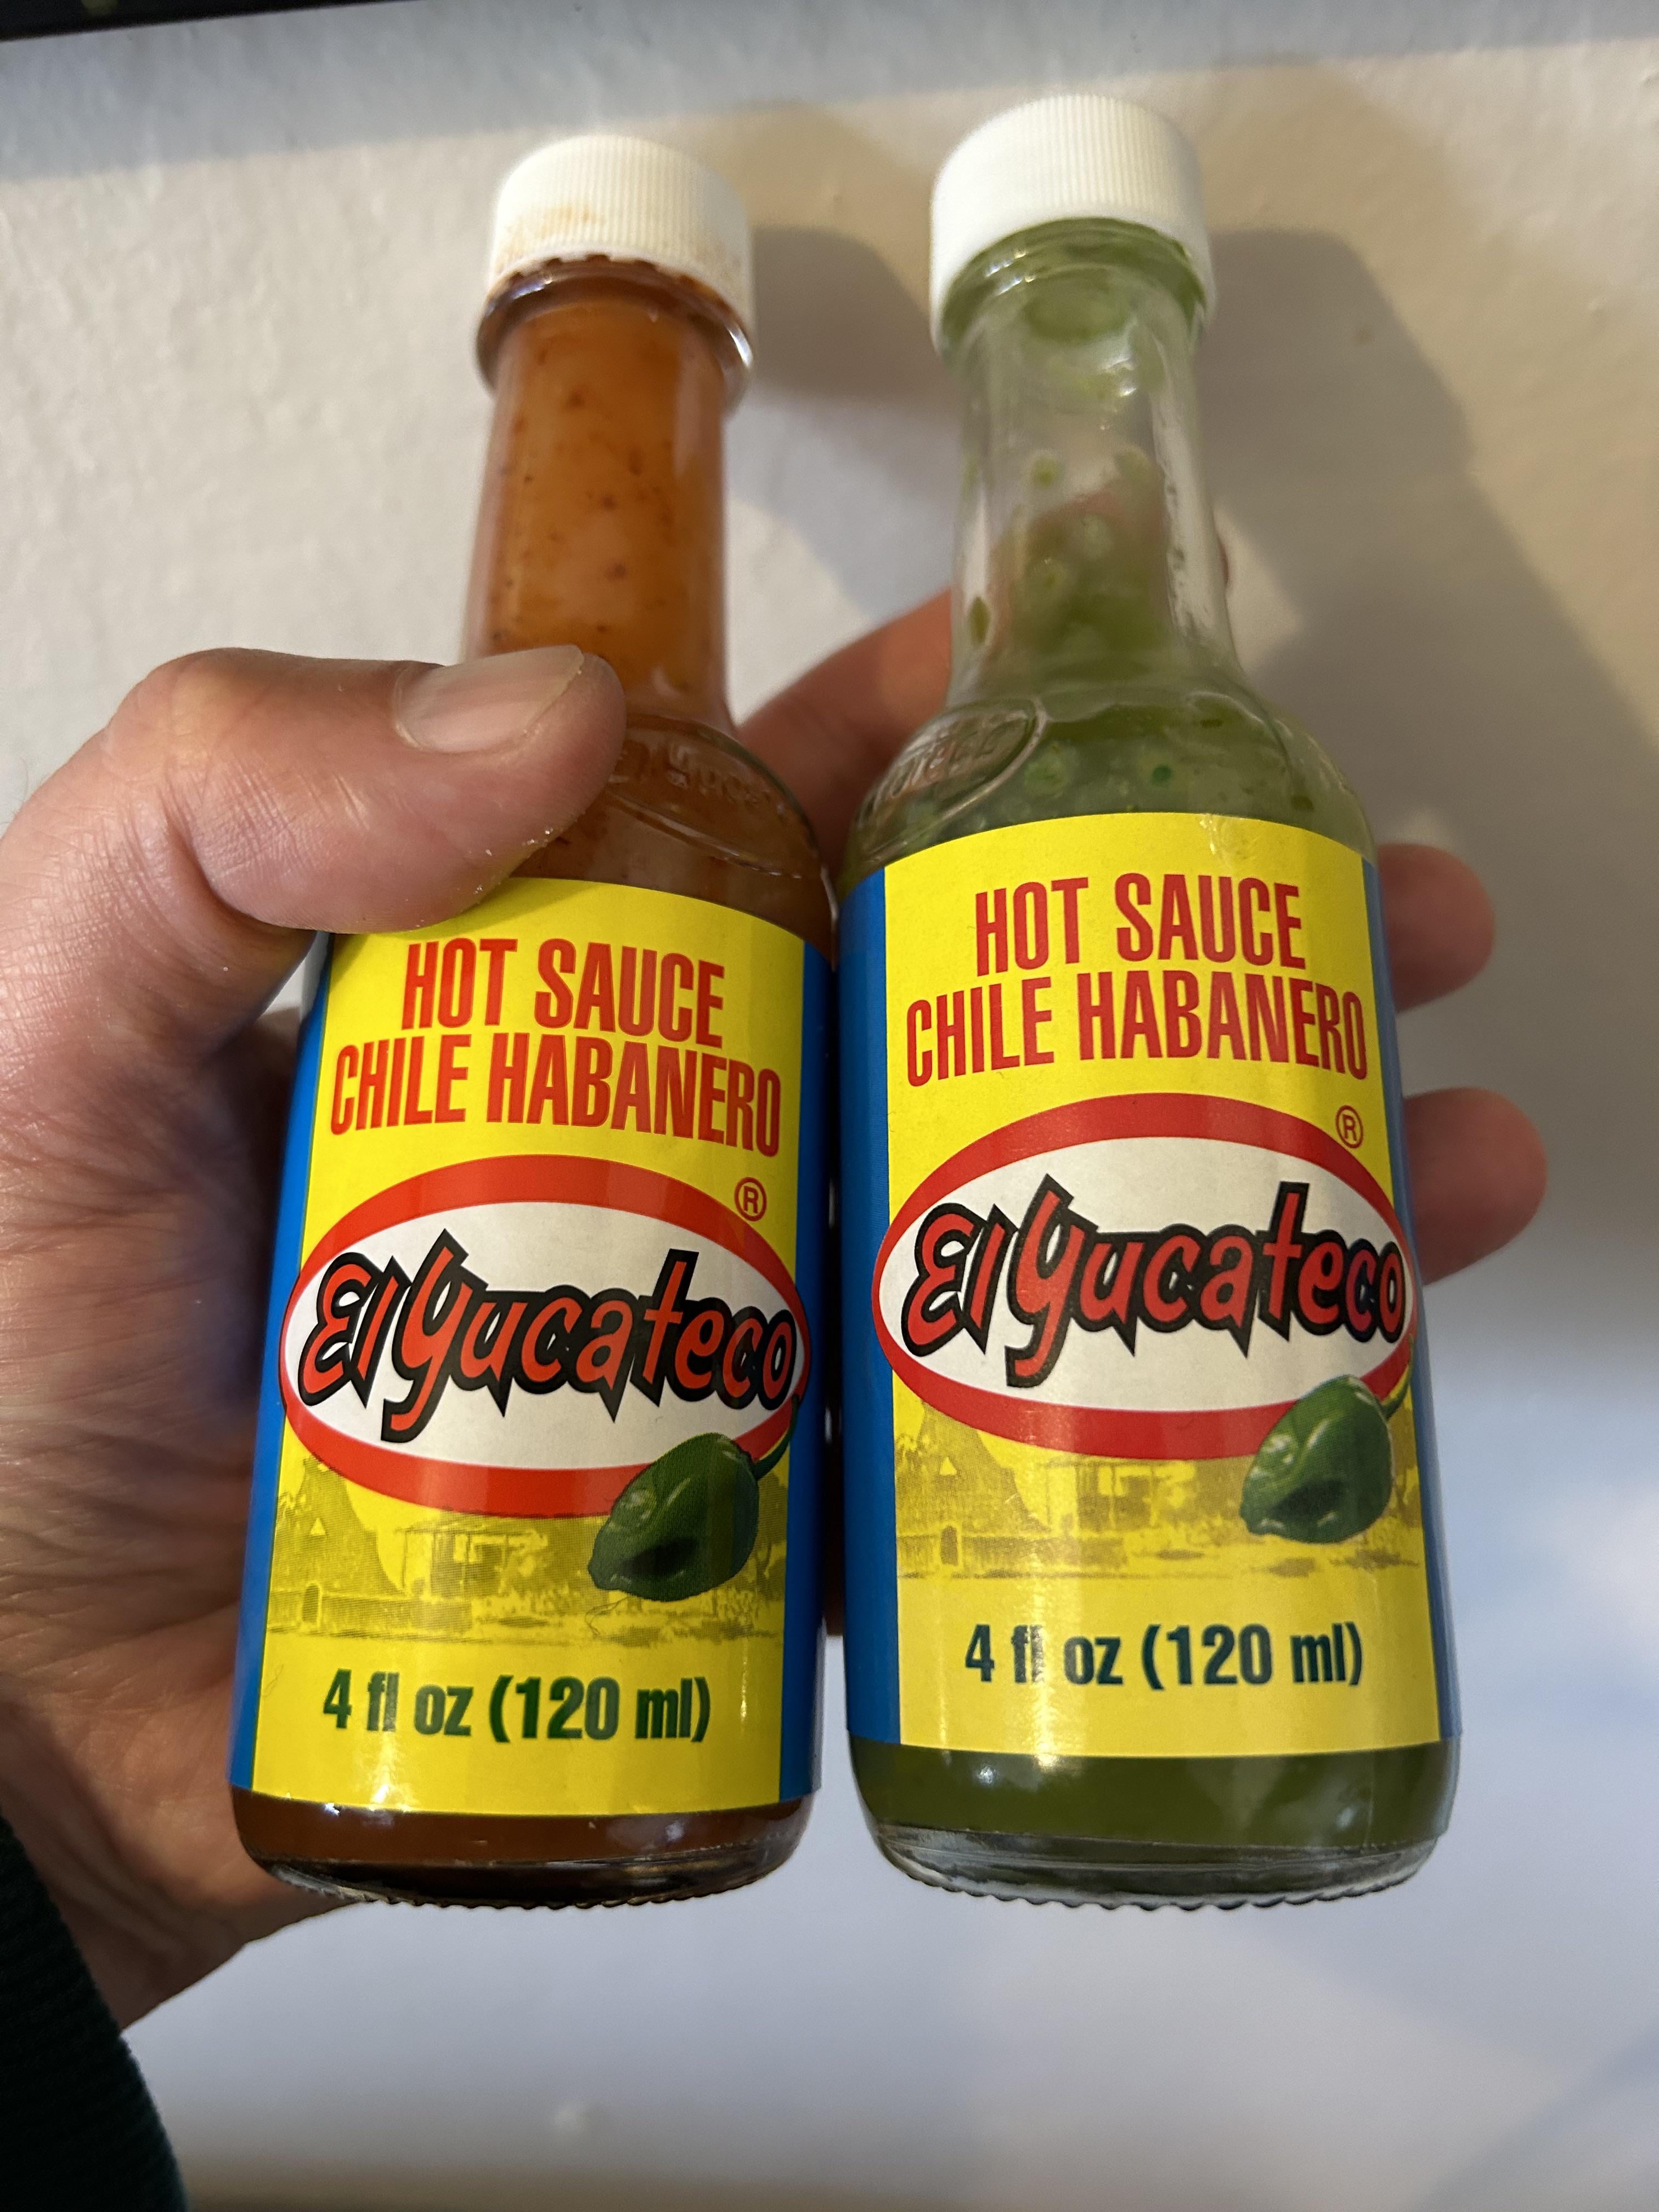 HOT SAUCE
CHILE HABANERO
®
El Yucateco
4 fl oz (120 ml)
HOT SAUCE
CHILE HABANERO
®
El Yucateco
4 fl oz (120 ml)